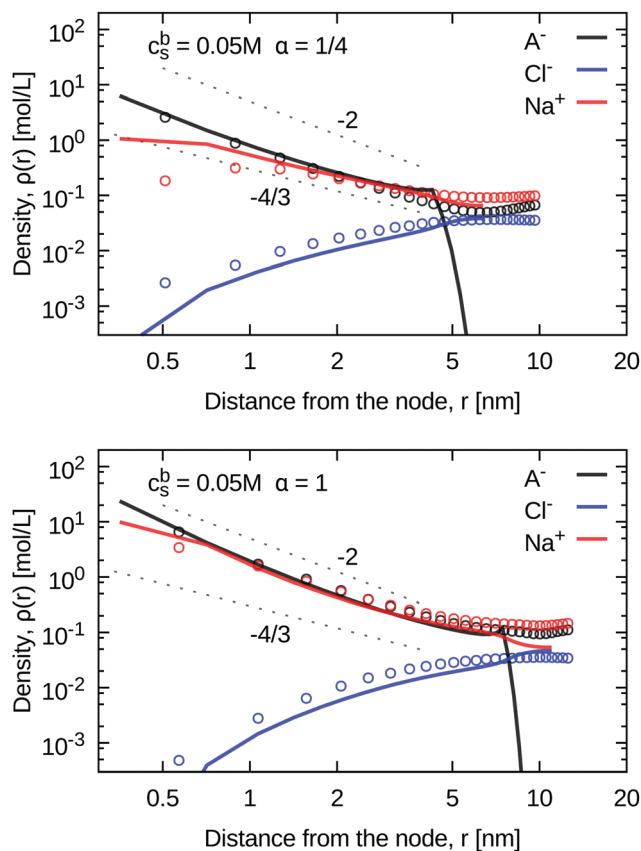 c_s^b = 0.05M α = 1/4
A⁻
Cl⁻
Na⁺
-2
-4/3
10²
10¹
10⁰
10⁻¹
10⁻²
10⁻³
Density, ρ(r) [mol/L]
0.5 1 2 5 10 20
Distance from the node, r [nm]
c_s^b = 0.05M α = 1
A⁻
Cl⁻
Na⁺
-2
-4/3
10²
10¹
10⁰
10⁻¹
10⁻²
10⁻³
Density, ρ(r) [mol/L]
0.5 1 2 5 10 20
Distance from the node, r [nm]